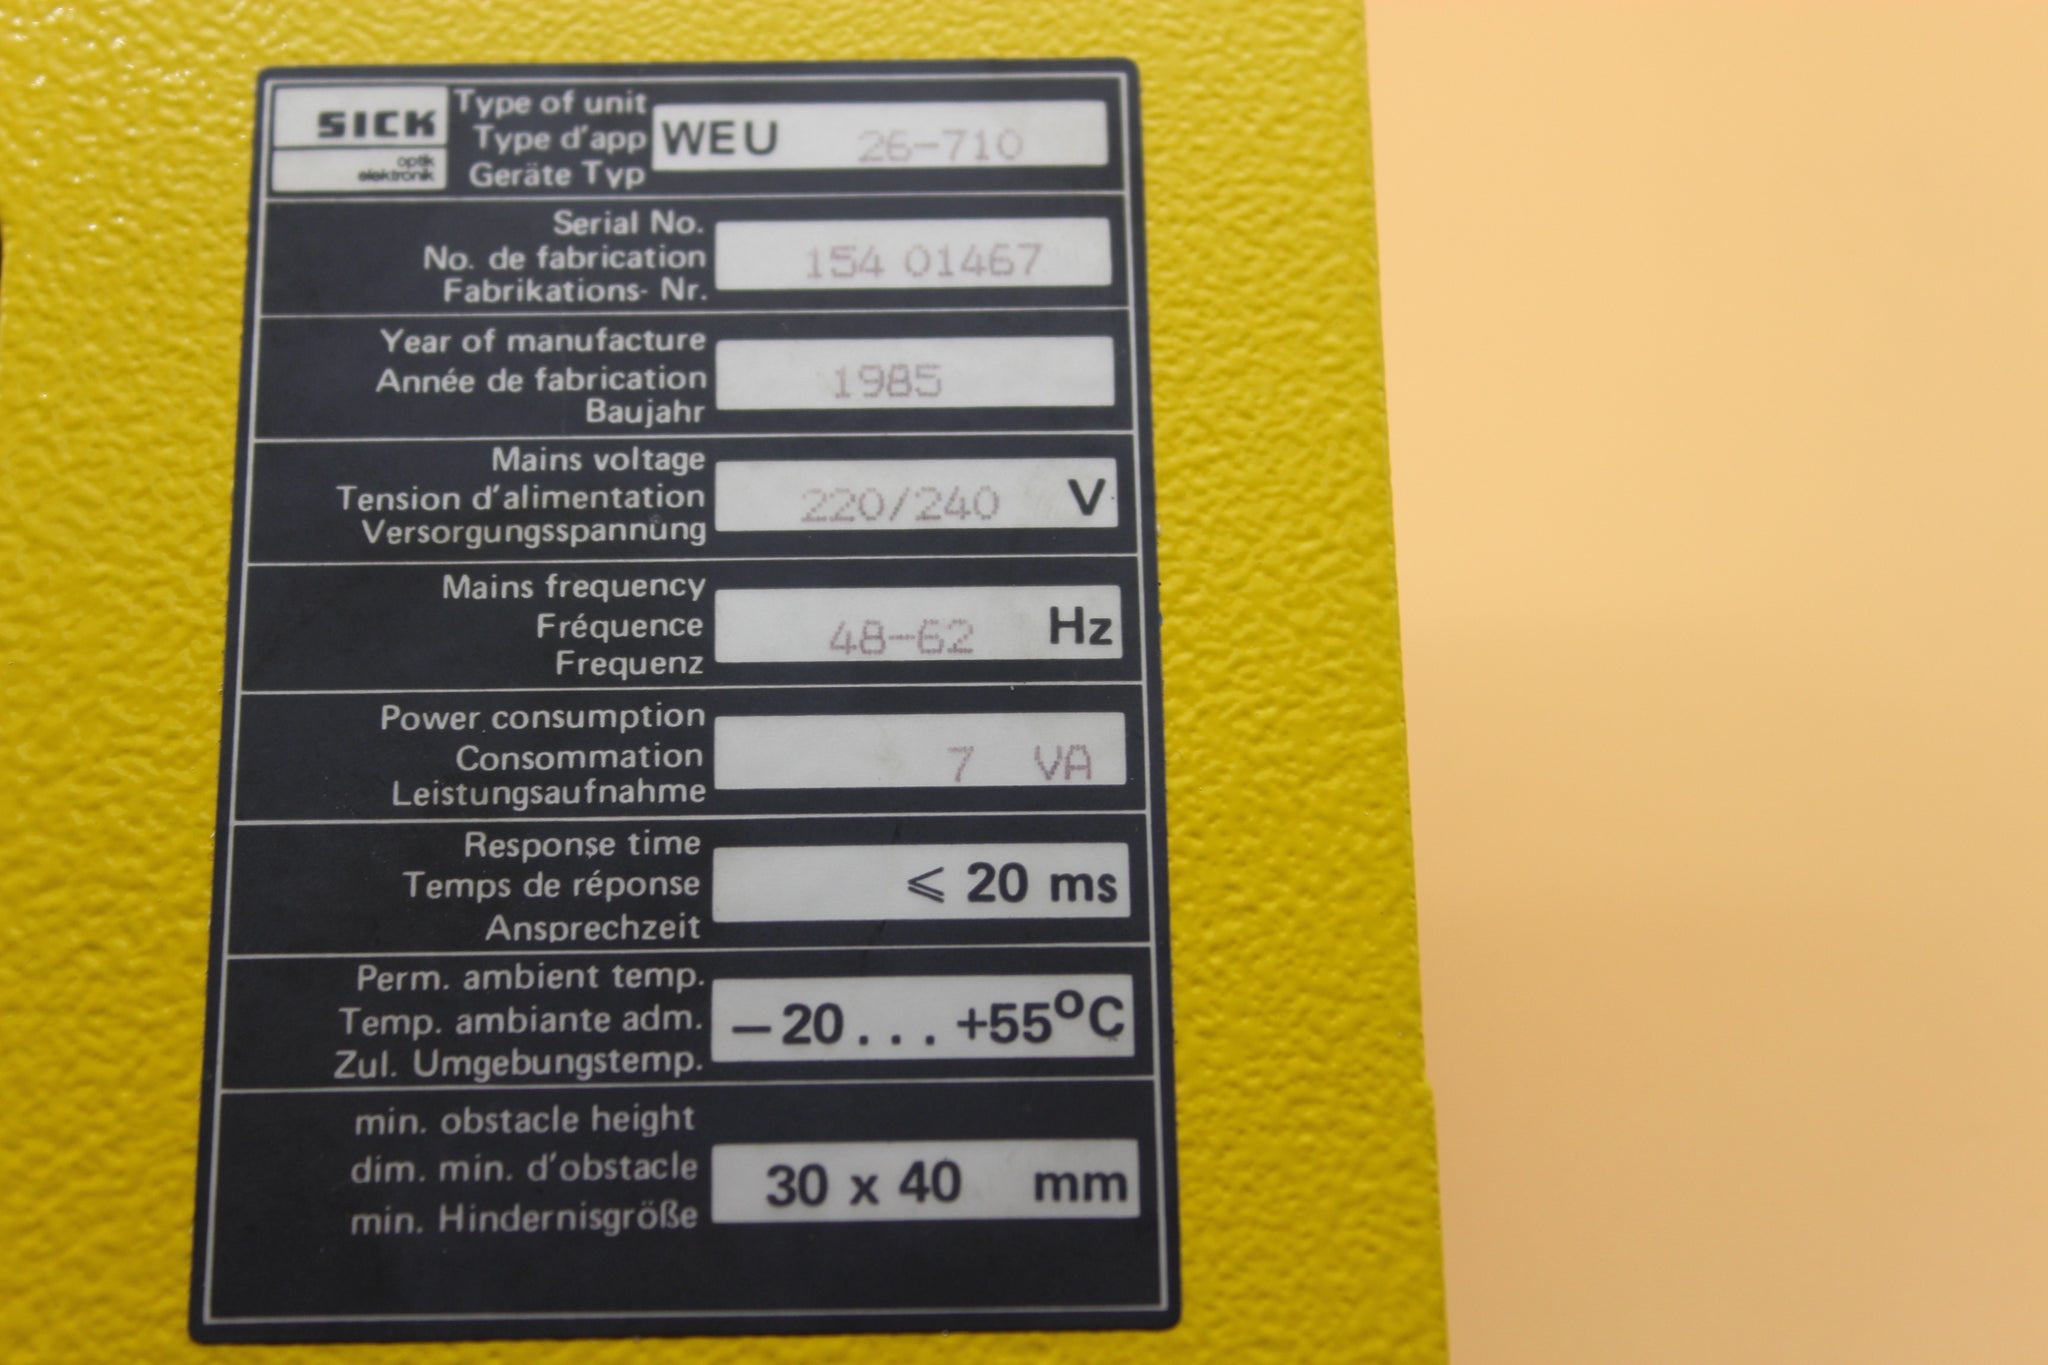 SICK
optik
elektronik
Type of unit
Type d'app
Geräte Typ
WEU 26-710
Serial No.
No. de fabrication
Fabrikations- Nr.
154 01467
Year of manufacture
Année de fabrication
Baujahr
1985
Mains voltage
Tension d'alimentation
Versorgungsspannung
220/240 V
Mains frequency
Fréquence
Frequenz
48-62 Hz
Power consumption
Consommation
Leistungsaufnahme
7 VA
Response time
Temps de réponse
Ansprechzeit
⩽ 20 ms
Perm. ambient temp.
Temp. ambiante adm.
Zul. Umgebungstemp.
–20 . . . +55°C
min. obstacle height
dim. min. d'obstacle
min. Hindernisgröße
30 x 40 mm